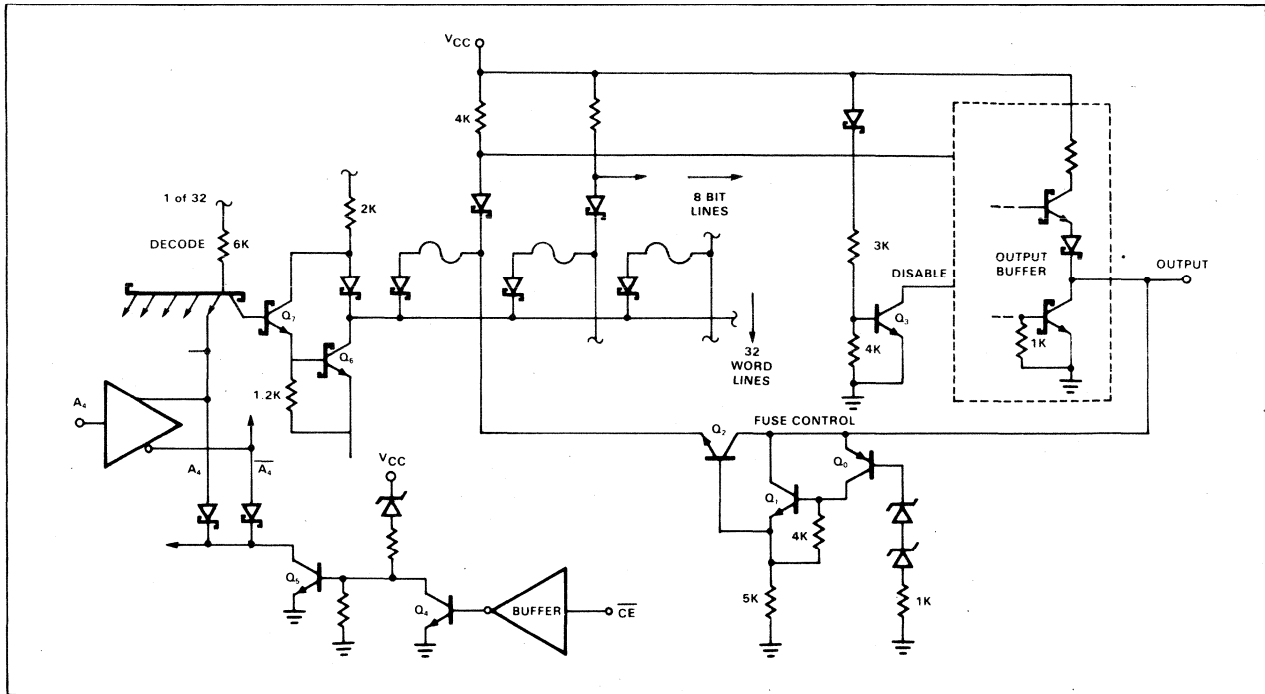 VCC
4K
1 of 32
DECODE
6K
2K
8 BIT
LINES
3K
DISABLE
OUTPUT
BUFFER
OUTPUT
Q7
Q6
Q3
4K
1K
1.2K
32
WORD
LINES
A4
FUSE CONTROL
Q2
Q0
VCC
A4
A̅4̅
Q1
4K
Q5
Q4
BUFFER
C̅E̅
5K
1K